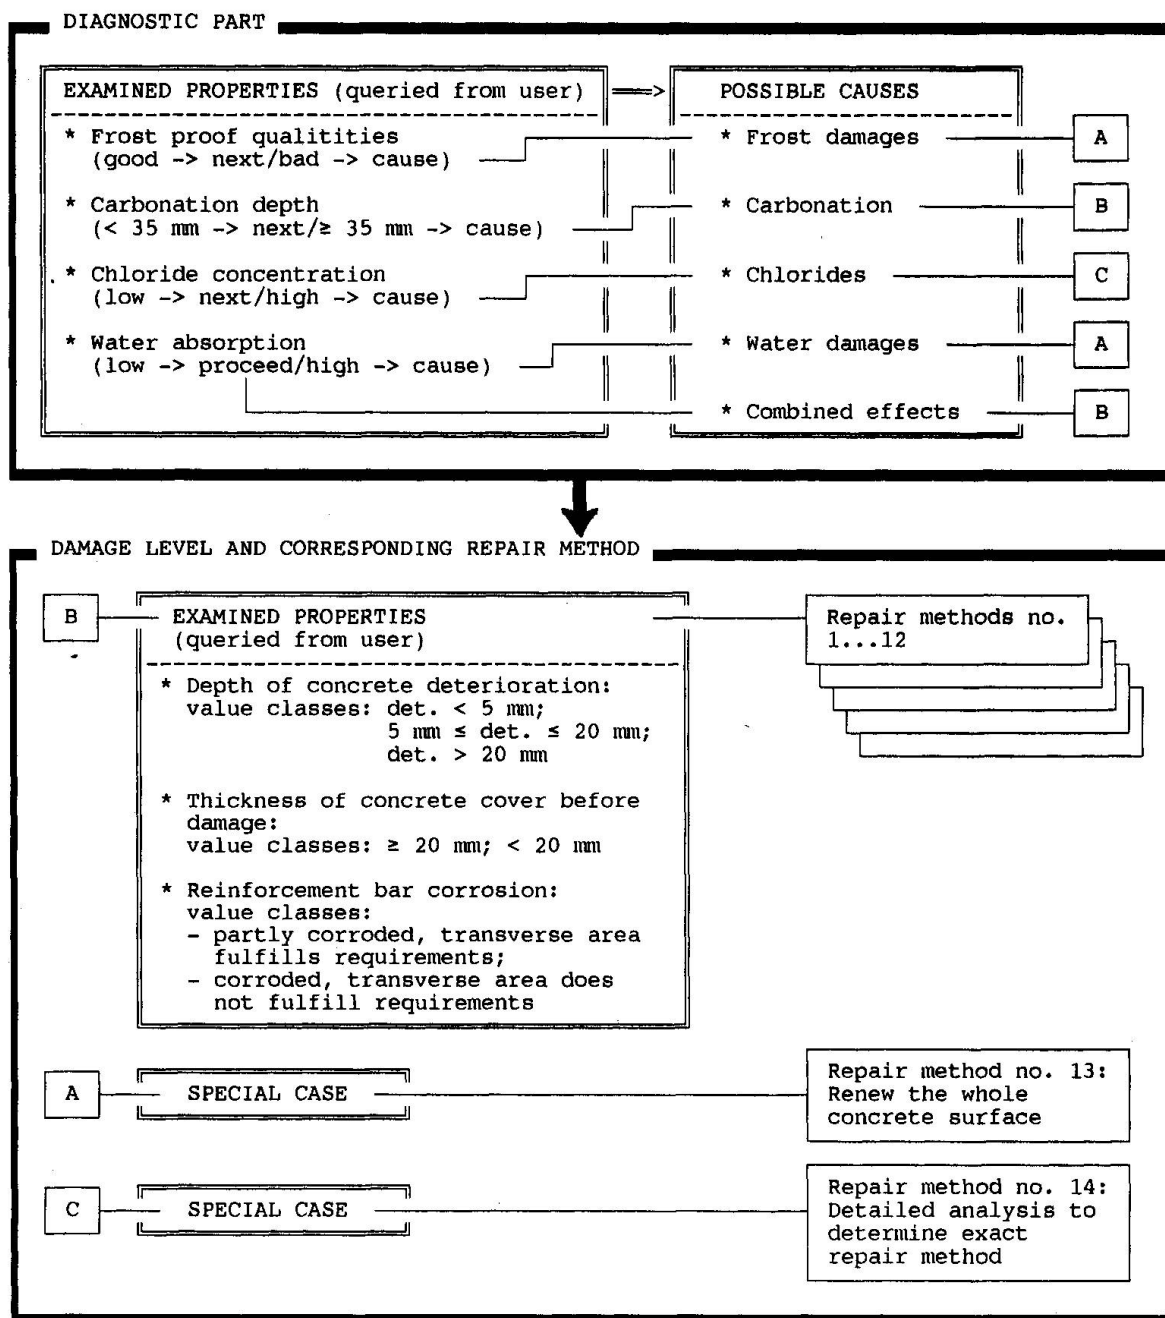 DIAGNOSTIC PART
EXAMINED PROPERTIES (queried from user)
* Frost proof qualitities
(good -> next/bad -> cause)
* Carbonation depth
(< 35 mm -> next/≥ 35 mm -> cause)
* Chloride concentration
(low -> next/high -> cause)
* Water absorption
(low -> proceed/high -> cause)
==>
POSSIBLE CAUSES
* Frost damages
A
* Carbonation
B
* Chlorides
C
* Water damages
A
* Combined effects
B
DAMAGE LEVEL AND CORRESPONDING REPAIR METHOD
B
EXAMINED PROPERTIES
(queried from user)
* Depth of concrete deterioration:
value classes: det. < 5 mm;
5 mm ≤ det. ≤ 20 mm;
det. > 20 mm
* Thickness of concrete cover before
damage:
value classes: ≥ 20 mm; < 20 mm
* Reinforcement bar corrosion:
value classes:
- partly corroded, transverse area
fulfills requirements;
- corroded, transverse area does
not fulfill requirements
Repair methods no.
1...12
A
SPECIAL CASE
Repair method no. 13:
Renew the whole
concrete surface
C
SPECIAL CASE
Repair method no. 14:
Detailed analysis to
determine exact
repair method